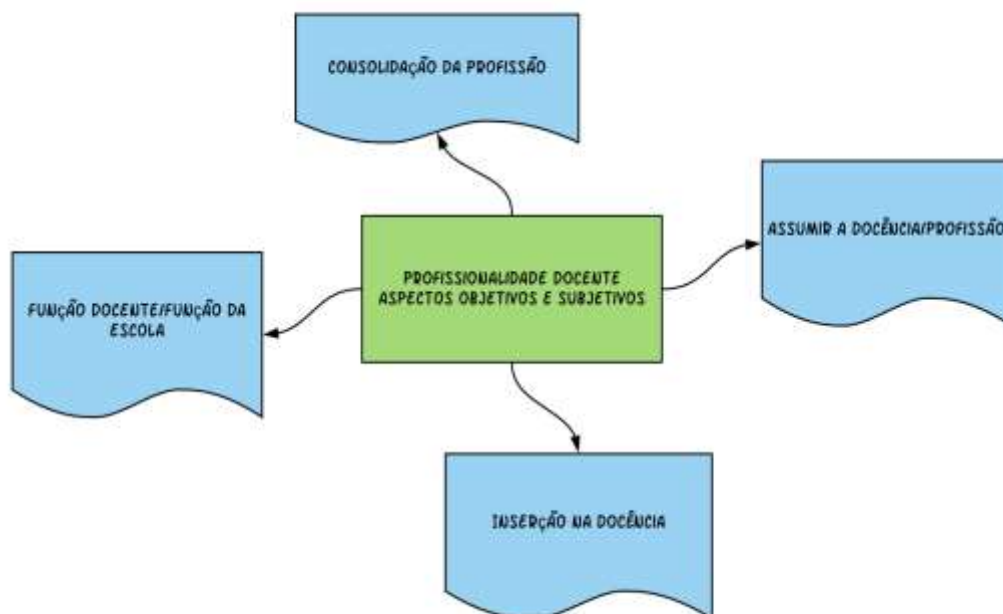 CONSOLIDAÇÃO DA PROFISSÃO
ASSUMIR A DOCÊNCIA/PROFISSÃO
PROFISSIONALIDADE DOCENTE
ASPECTOS OBJETIVOS E SUBJETIVOS
FUNÇÃO DOCENTE/FUNÇÃO DA
ESCOLA
INSERÇÃO NA DOCÊNCIA